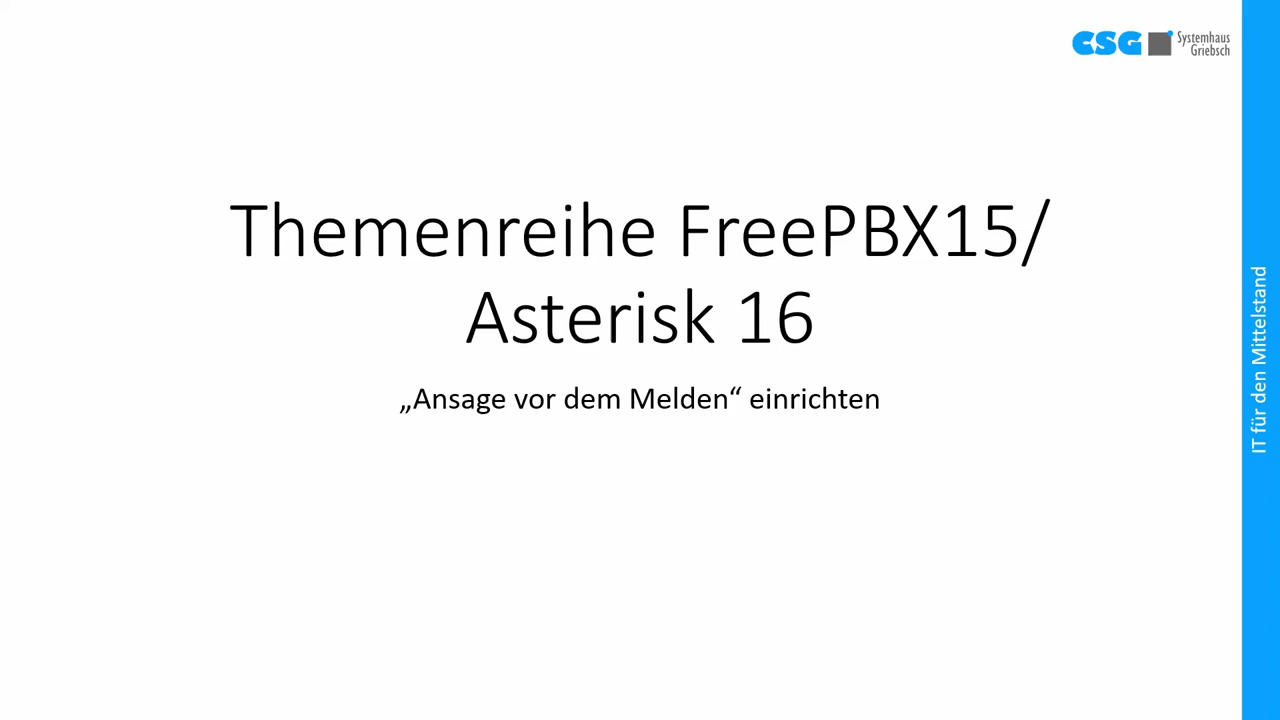 CSG Systemhaus
Griebsch
Themenreihe FreePBX15/
Asterisk 16
„Ansage vor dem Melden“ einrichten
IT für den Mittelstand